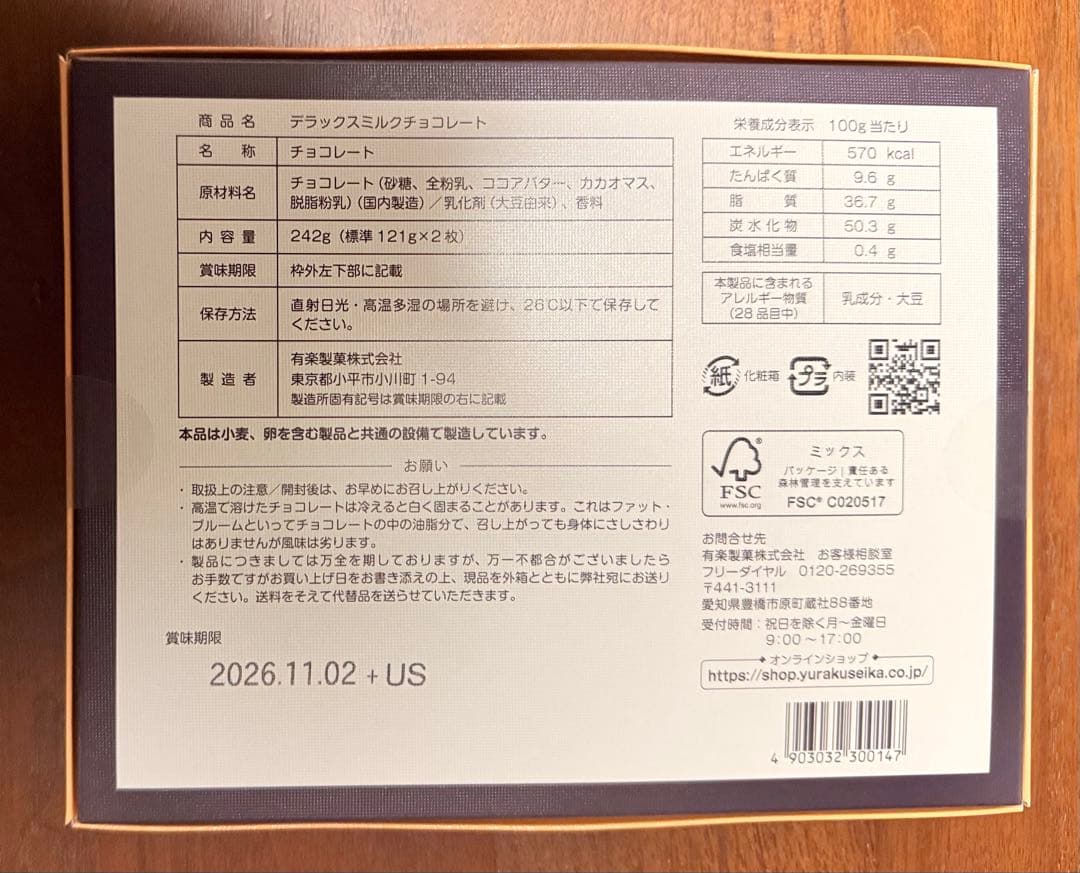 商品名 デラックスミルクチョコレート
名称 チョコレート
原材料名 チョコレート(砂糖、全粉乳、ココアバター、カカオマス、
脱脂粉乳)(国内製造)/乳化剤(大豆由来)、香料
内容量 242g(標準121g×2枚)
賞味期限 枠外左下部に記載
保存方法 直射日光・高温多湿の場所を避け、26℃以下で保存して
ください。
製造者 有楽製菓株式会社
東京都小平市小川町1-94
製造所固有記号は賞味期限の右に記載
本品は小麦、卵を含む製品と共通の設備で製造しています。
お願い
・取扱上の注意/開封後は、お早めにお召し上がりください。
・高温で溶けたチョコレートは冷えると白く固まることがあります。これはファット・
ブルームといってチョコレートの中の油脂分で、召し上がっても身体にさしさわり
はありませんが風味は劣ります。
・製品につきましては万全を期しておりますが、万一不都合がございましたら
お手数ですがお買い上げ日をお書き添えの上、現品を外箱とともに弊社宛にお送り
ください。送料をそえて代替品を送らせていただきます。
賞味期限
2026.11.02 + US
栄養成分表示 100g当たり
エネルギー 570 kcal
たんぱく質 9.6 g
脂質 36.7 g
炭水化物 50.3 g
食塩相当量 0.4 g
本製品に含まれる
アレルギー物質
(28品目中)
乳成分・大豆
紙 化粧箱 プラ 内装
FSC®
www.fsc.org
ミックス
パッケージ|責任ある
森林管理を支えています
FSC® C020517
お問合せ先
有楽製菓株式会社 お客様相談室
フリーダイヤル 0120-269355
〒441-3111
愛知県豊橋市原町蔵社88番地
受付時間:祝日を除く月〜金曜日
9:00〜17:00
オンラインショップ
https://shop.yurakuseika.co.jp/
4 903032 300147